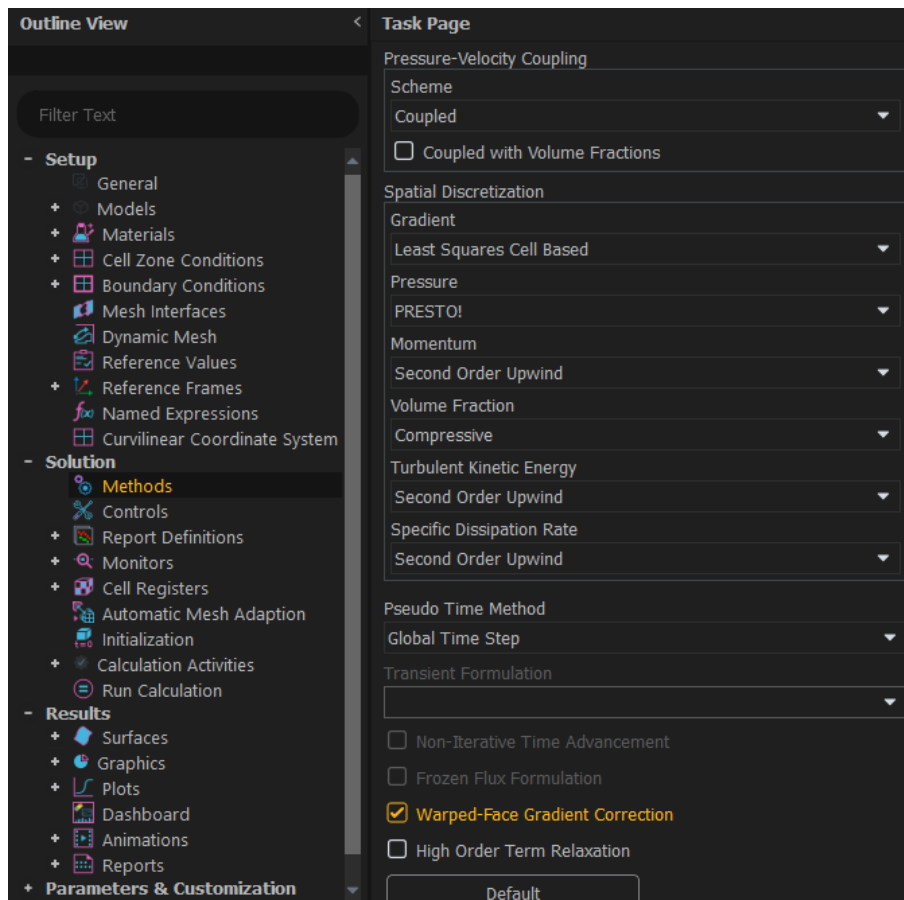 Outline View
<
Filter Text
- Setup
General
+ Models
+ Materials
+ Cell Zone Conditions
+ Boundary Conditions
Mesh Interfaces
Dynamic Mesh
Reference Values
+ Reference Frames
f(x) Named Expressions
Curvilinear Coordinate System
- Solution
Methods
Controls
+ Report Definitions
+ Monitors
+ Cell Registers
Automatic Mesh Adaption
t=0 Initialization
+ Calculation Activities
Run Calculation
- Results
+ Surfaces
+ Graphics
+ Plots
Dashboard
+ Animations
+ Reports
+ Parameters & Customization
Task Page
Pressure-Velocity Coupling
Scheme
Coupled
Coupled with Volume Fractions
Spatial Discretization
Gradient
Least Squares Cell Based
Pressure
PRESTO!
Momentum
Second Order Upwind
Volume Fraction
Compressive
Turbulent Kinetic Energy
Second Order Upwind
Specific Dissipation Rate
Second Order Upwind
Pseudo Time Method
Global Time Step
Transient Formulation
Non-Iterative Time Advancement
Frozen Flux Formulation
Warped-Face Gradient Correction
High Order Term Relaxation
Default